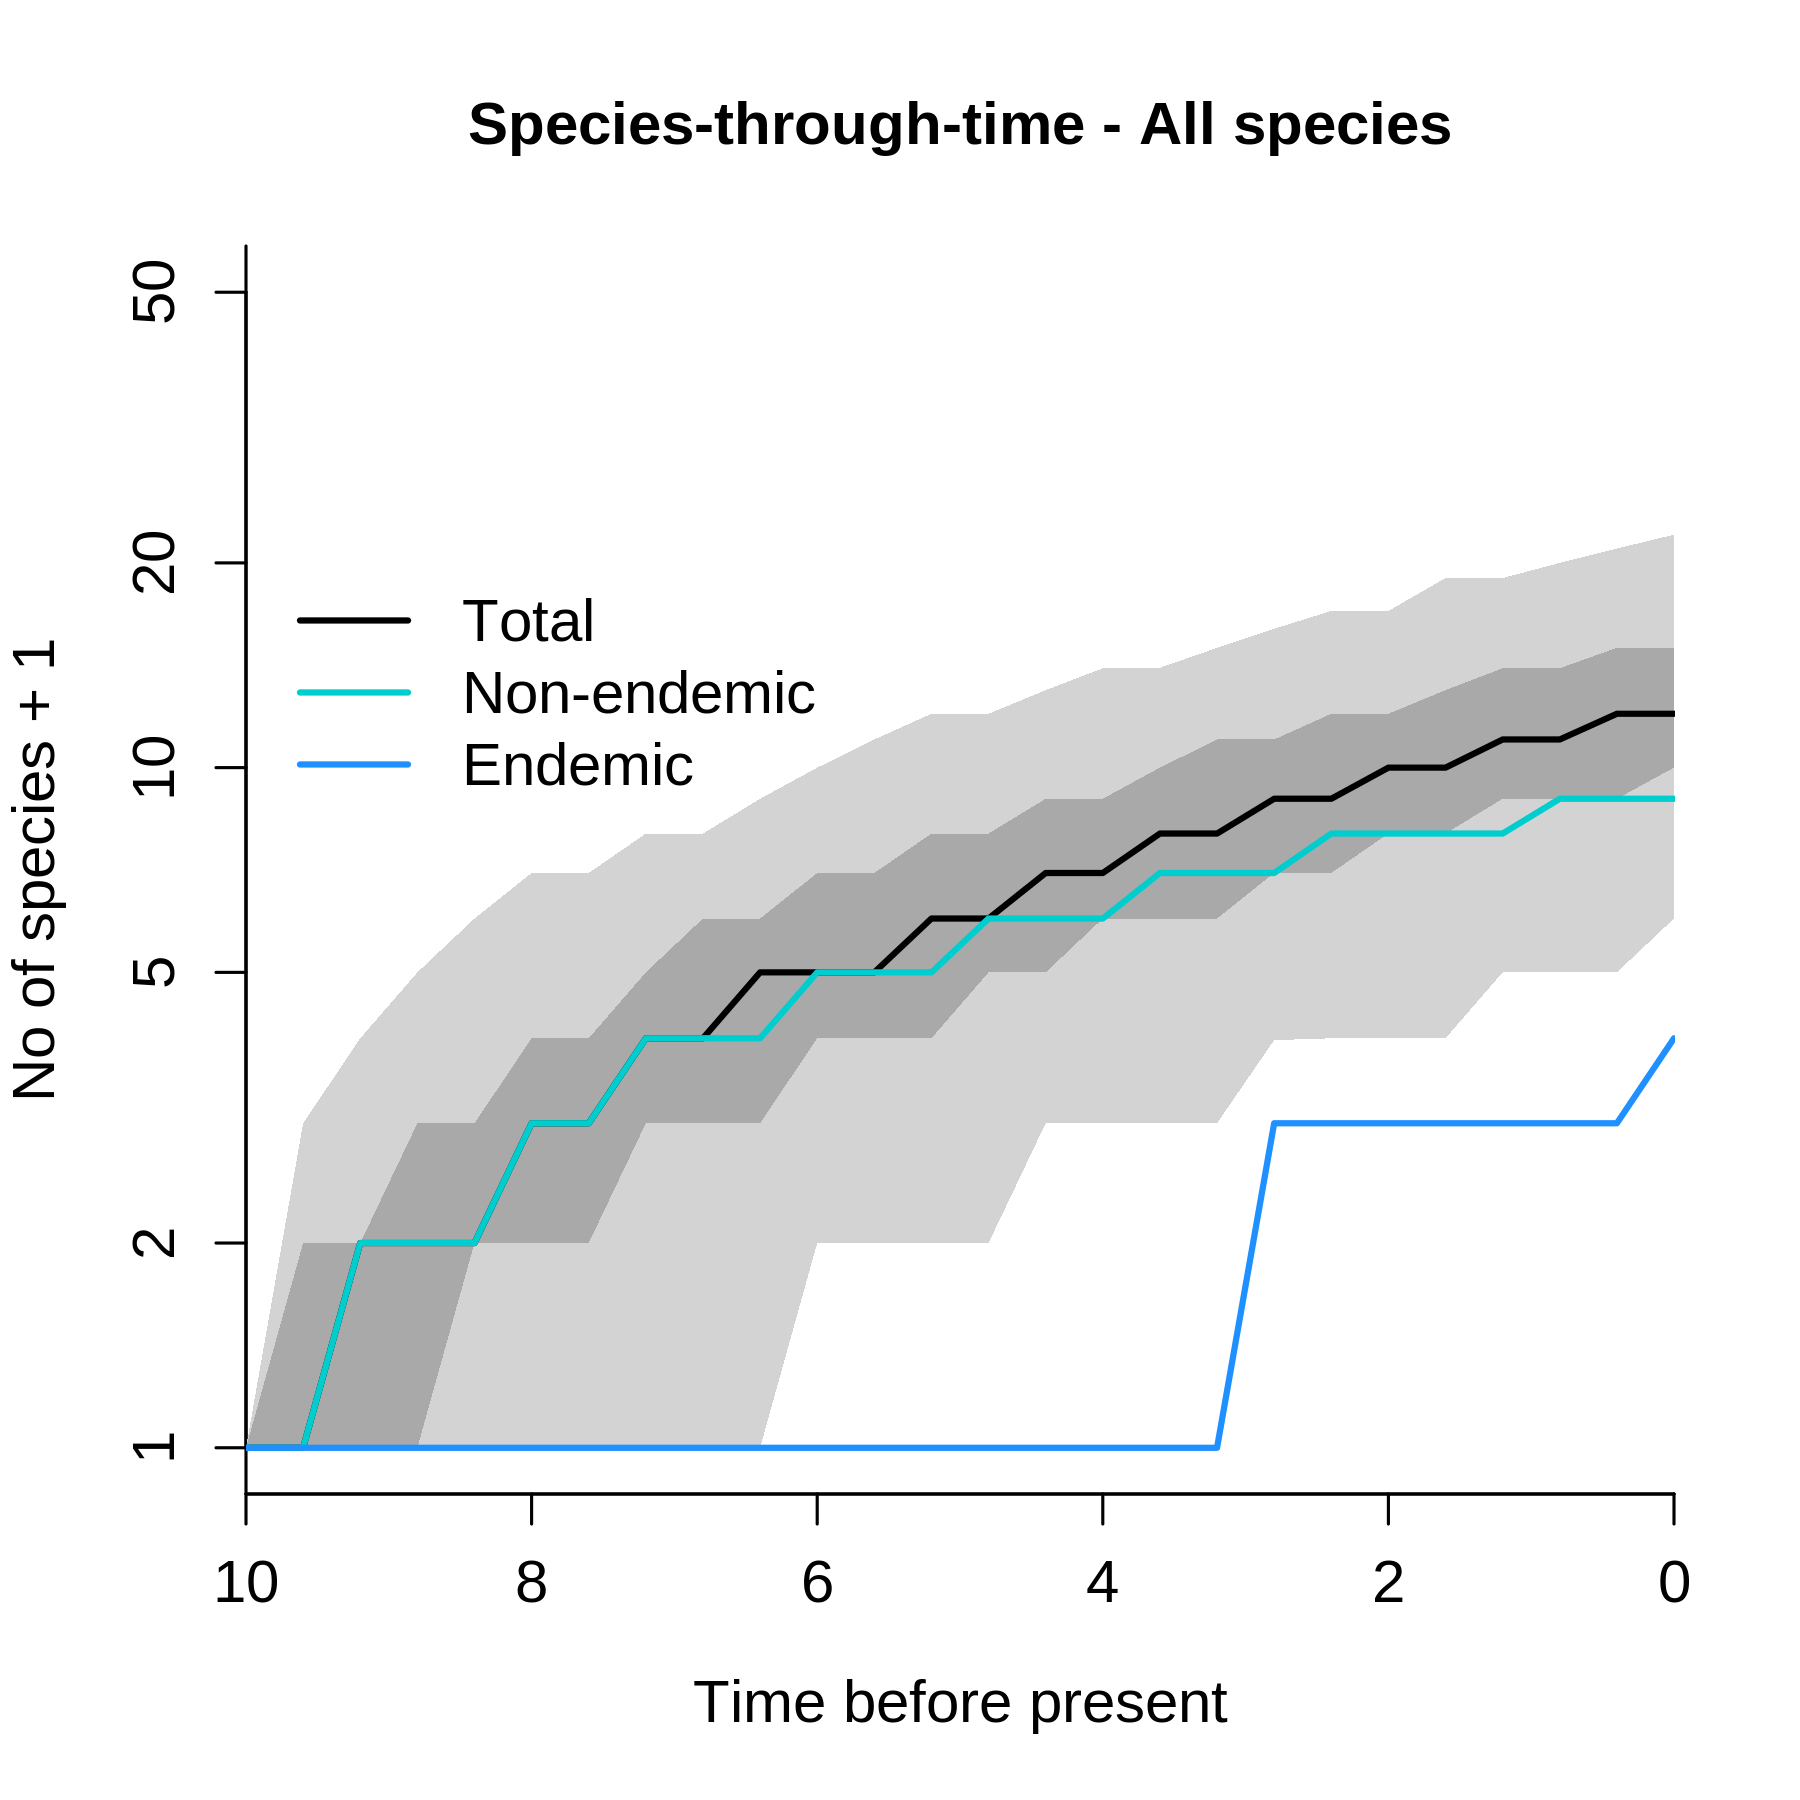 Species-through-time - All species
No of species + 1
50
20
10
5
2
1
Total
Non-endemic
Endemic
10 8 6 4 2 0
Time before present